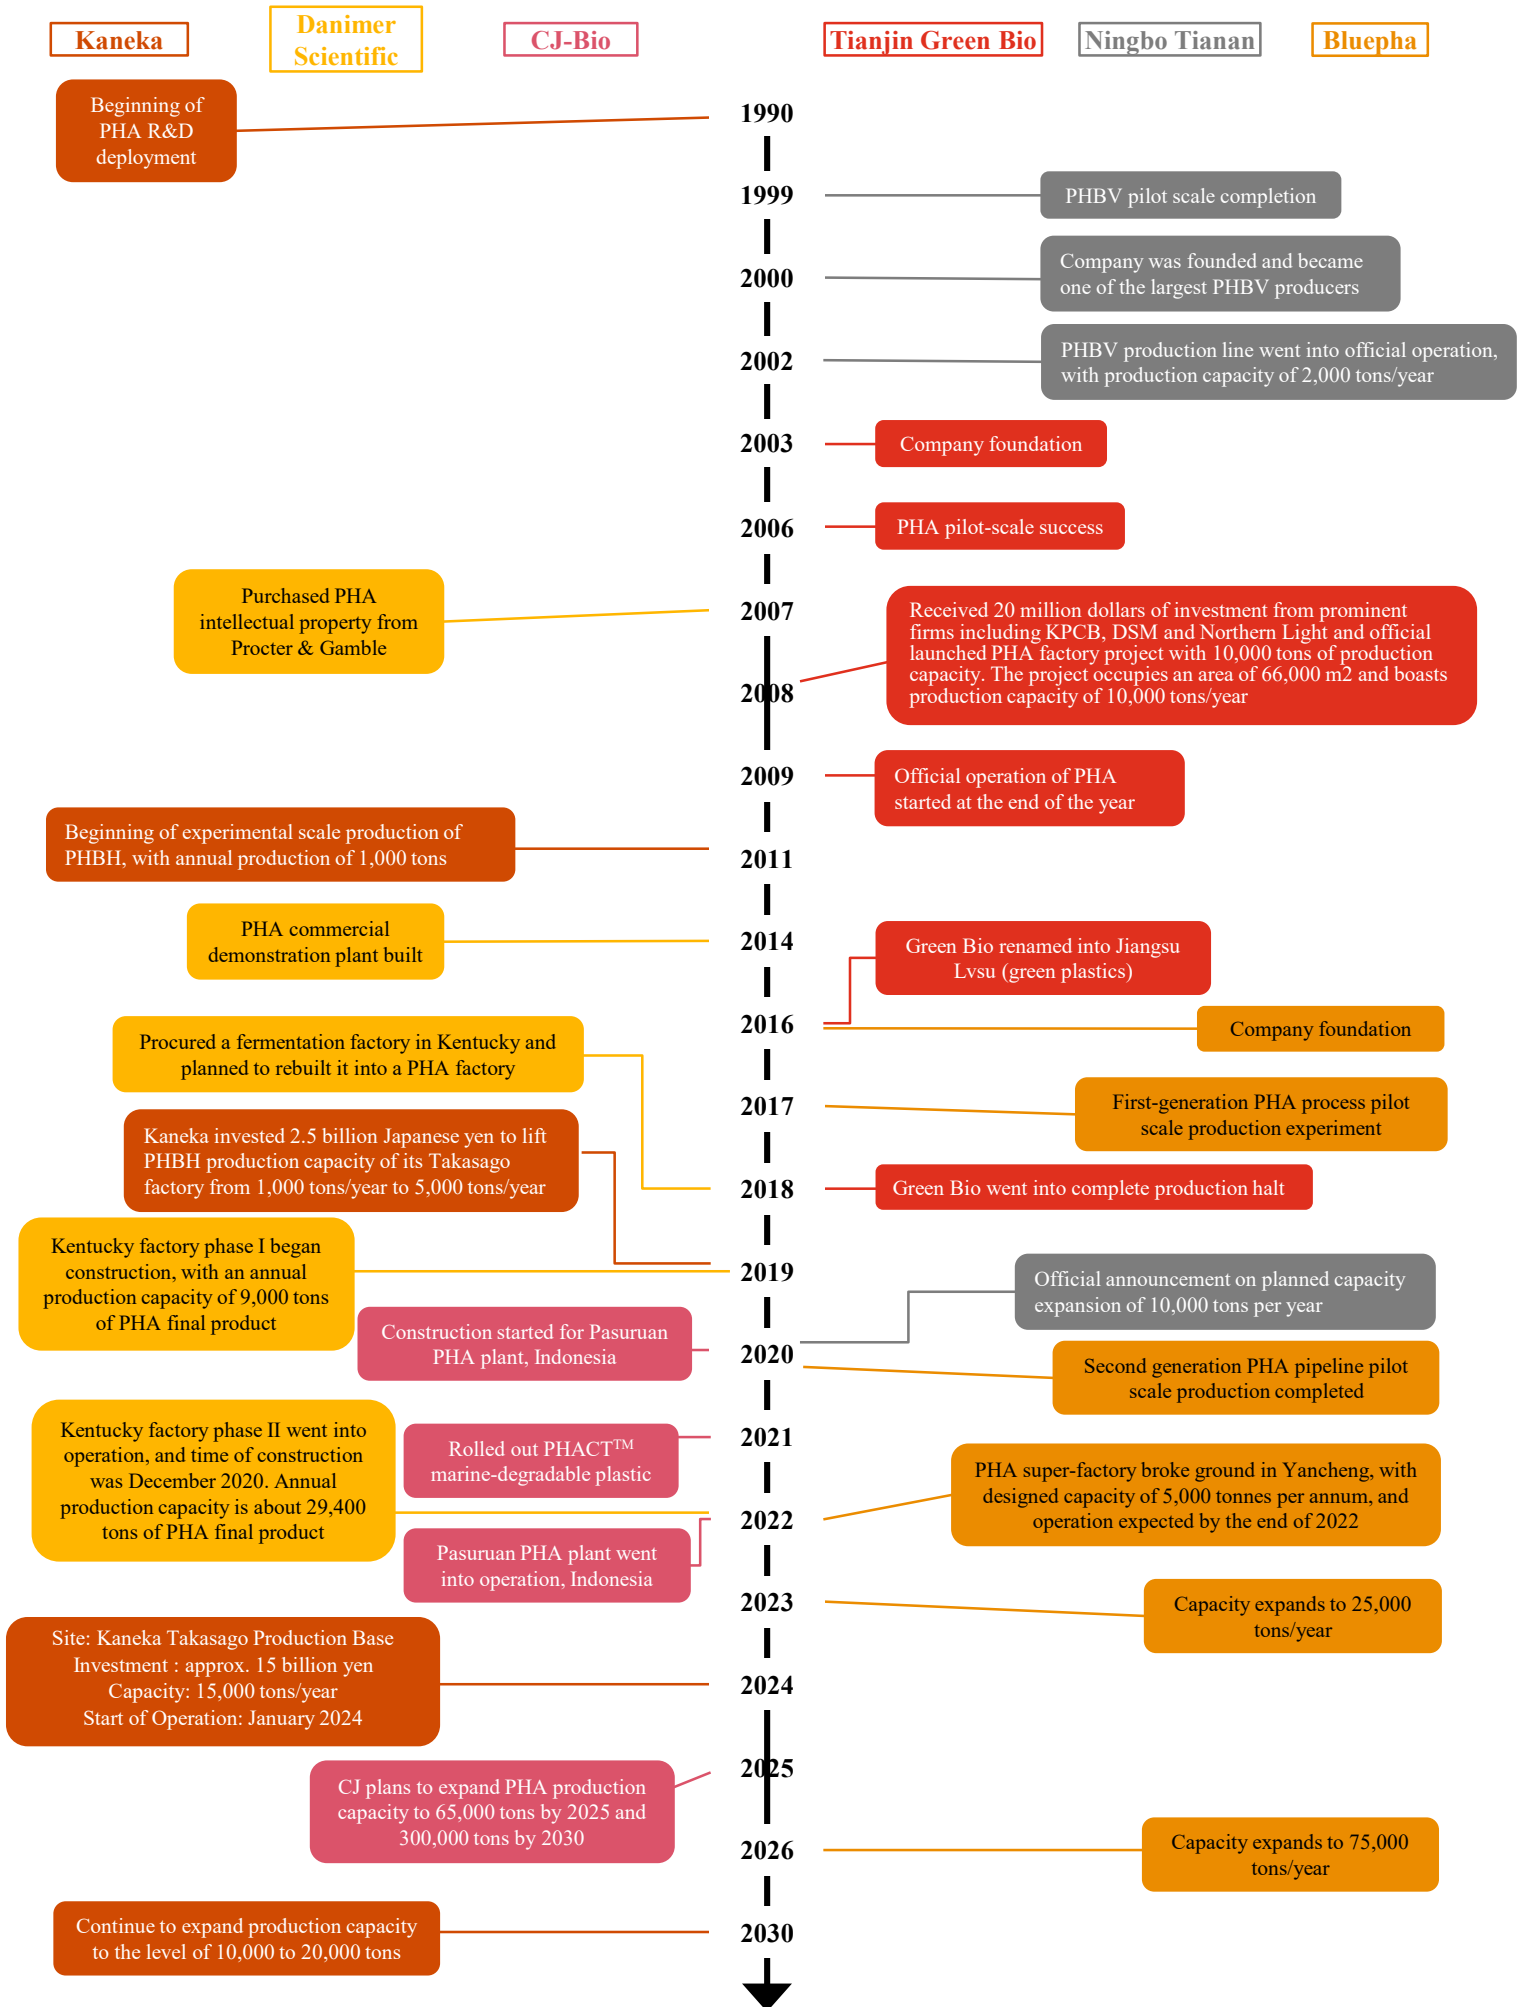 Kaneka
Danimer
Scientific
CJ-Bio
Tianjin Green Bio
Ningbo Tianan
Bluepha
Beginning of
PHA R&D
deployment
1990
1999
PHBV pilot scale completion
2000
Company was founded and became
one of the largest PHBV producers
2002
PHBV production line went into official operation,
with production capacity of 2,000 tons/year
2003
Company foundation
2006
PHA pilot-scale success
Purchased PHA
intellectual property from
Procter & Gamble
2007
Received 20 million dollars of investment from prominent
firms including KPCB, DSM and Northern Light and official
launched PHA factory project with 10,000 tons of production
capacity. The project occupies an area of 66,000 m2 and boasts
production capacity of 10,000 tons/year
2008
2009
Official operation of PHA
started at the end of the year
Beginning of experimental scale production of
PHBH, with annual production of 1,000 tons
2011
PHA commercial
demonstration plant built
2014
Green Bio renamed into Jiangsu
Lvsu (green plastics)
2016
Company foundation
Procured a fermentation factory in Kentucky and
planned to rebuilt it into a PHA factory
2017
First-generation PHA process pilot
scale production experiment
Kaneka invested 2.5 billion Japanese yen to lift
PHBH production capacity of its Takasago
factory from 1,000 tons/year to 5,000 tons/year
2018
Green Bio went into complete production halt
Kentucky factory phase I began
construction, with an annual
production capacity of 9,000 tons
of PHA final product
2019
Official announcement on planned capacity
expansion of 10,000 tons per year
Construction started for Pasuruan
PHA plant, Indonesia
2020
Second generation PHA pipeline pilot
scale production completed
Kentucky factory phase II went into
operation, and time of construction
was December 2020. Annual
production capacity is about 29,400
tons of PHA final product
Rolled out PHACT™
marine-degradable plastic
2021
PHA super-factory broke ground in Yancheng, with
designed capacity of 5,000 tonnes per annum, and
operation expected by the end of 2022
2022
Pasuruan PHA plant went
into operation, Indonesia
2023
Capacity expands to 25,000
tons/year
Site: Kaneka Takasago Production Base
Investment : approx. 15 billion yen
Capacity: 15,000 tons/year
Start of Operation: January 2024
2024
2025
CJ plans to expand PHA production
capacity to 65,000 tons by 2025 and
300,000 tons by 2030
2026
Capacity expands to 75,000
tons/year
Continue to expand production capacity
to the level of 10,000 to 20,000 tons
2030